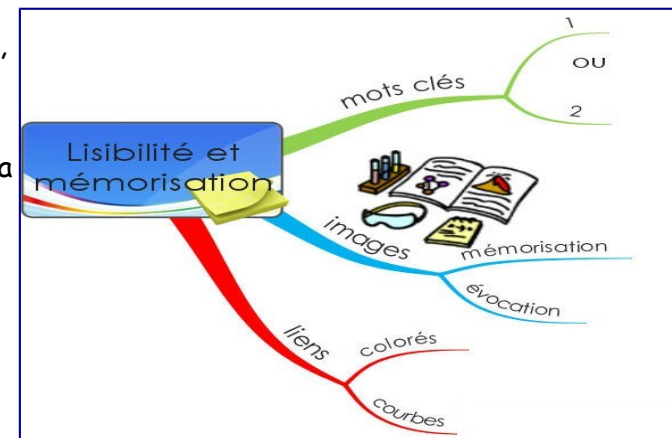 ,
a
Lisibilité et
mémorisation
mots clés
1
ou
2
images
mémorisation
évocation
liens
colorés
courbes